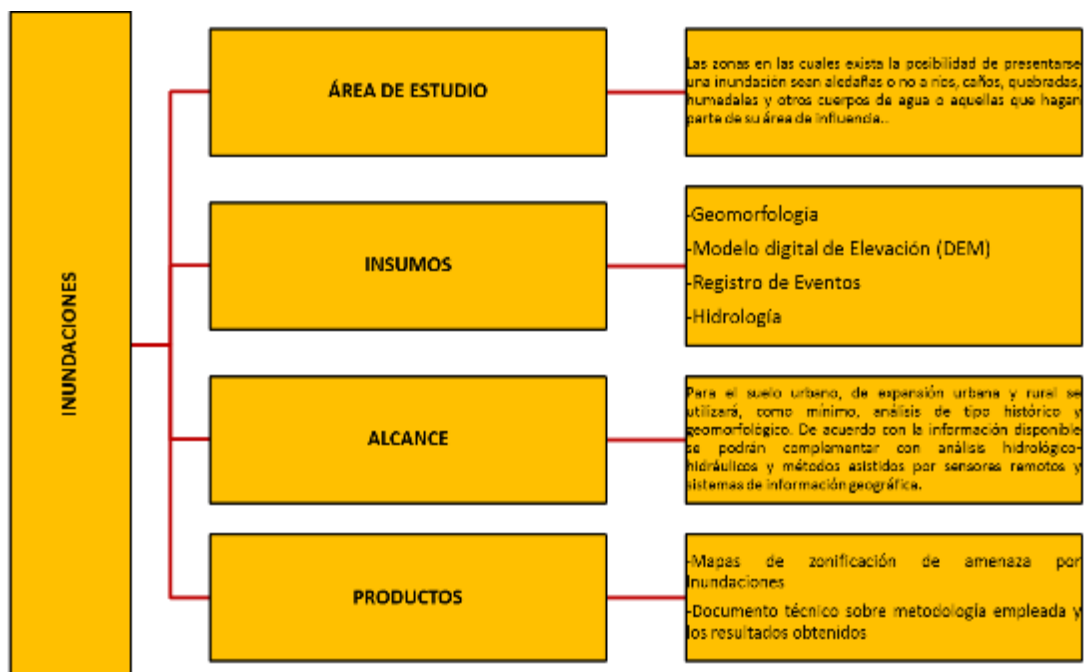 INUNDACIONES
ÁREA DE ESTUDIO
Las zonas en las cuales exista la posibilidad de presentarse
una inundación sean aledañas o no a ríos, caños, quebradas,
humedales y otros cuerpos de agua o aquellas que hagan
parte de su área de influencia..
INSUMOS
-Geomorfología
-Modelo digital de Elevación (DEM)
-Registro de Eventos
-Hidrología
ALCANCE
Para el suelo urbano, de expansión urbana y rural se
utilizará, como mínimo, análisis de tipo histórico y
geomorfológico. De acuerdo con la información disponible
se podrán complementar con análisis hidrológico-
hidráulicos y métodos asistidos por sensores remotos y
sistemas de información geográfica.
PRODUCTOS
-Mapas de zonificación de amenaza por
Inundaciones
-Documento técnico sobre metodología empleada y
los resultados obtenidos